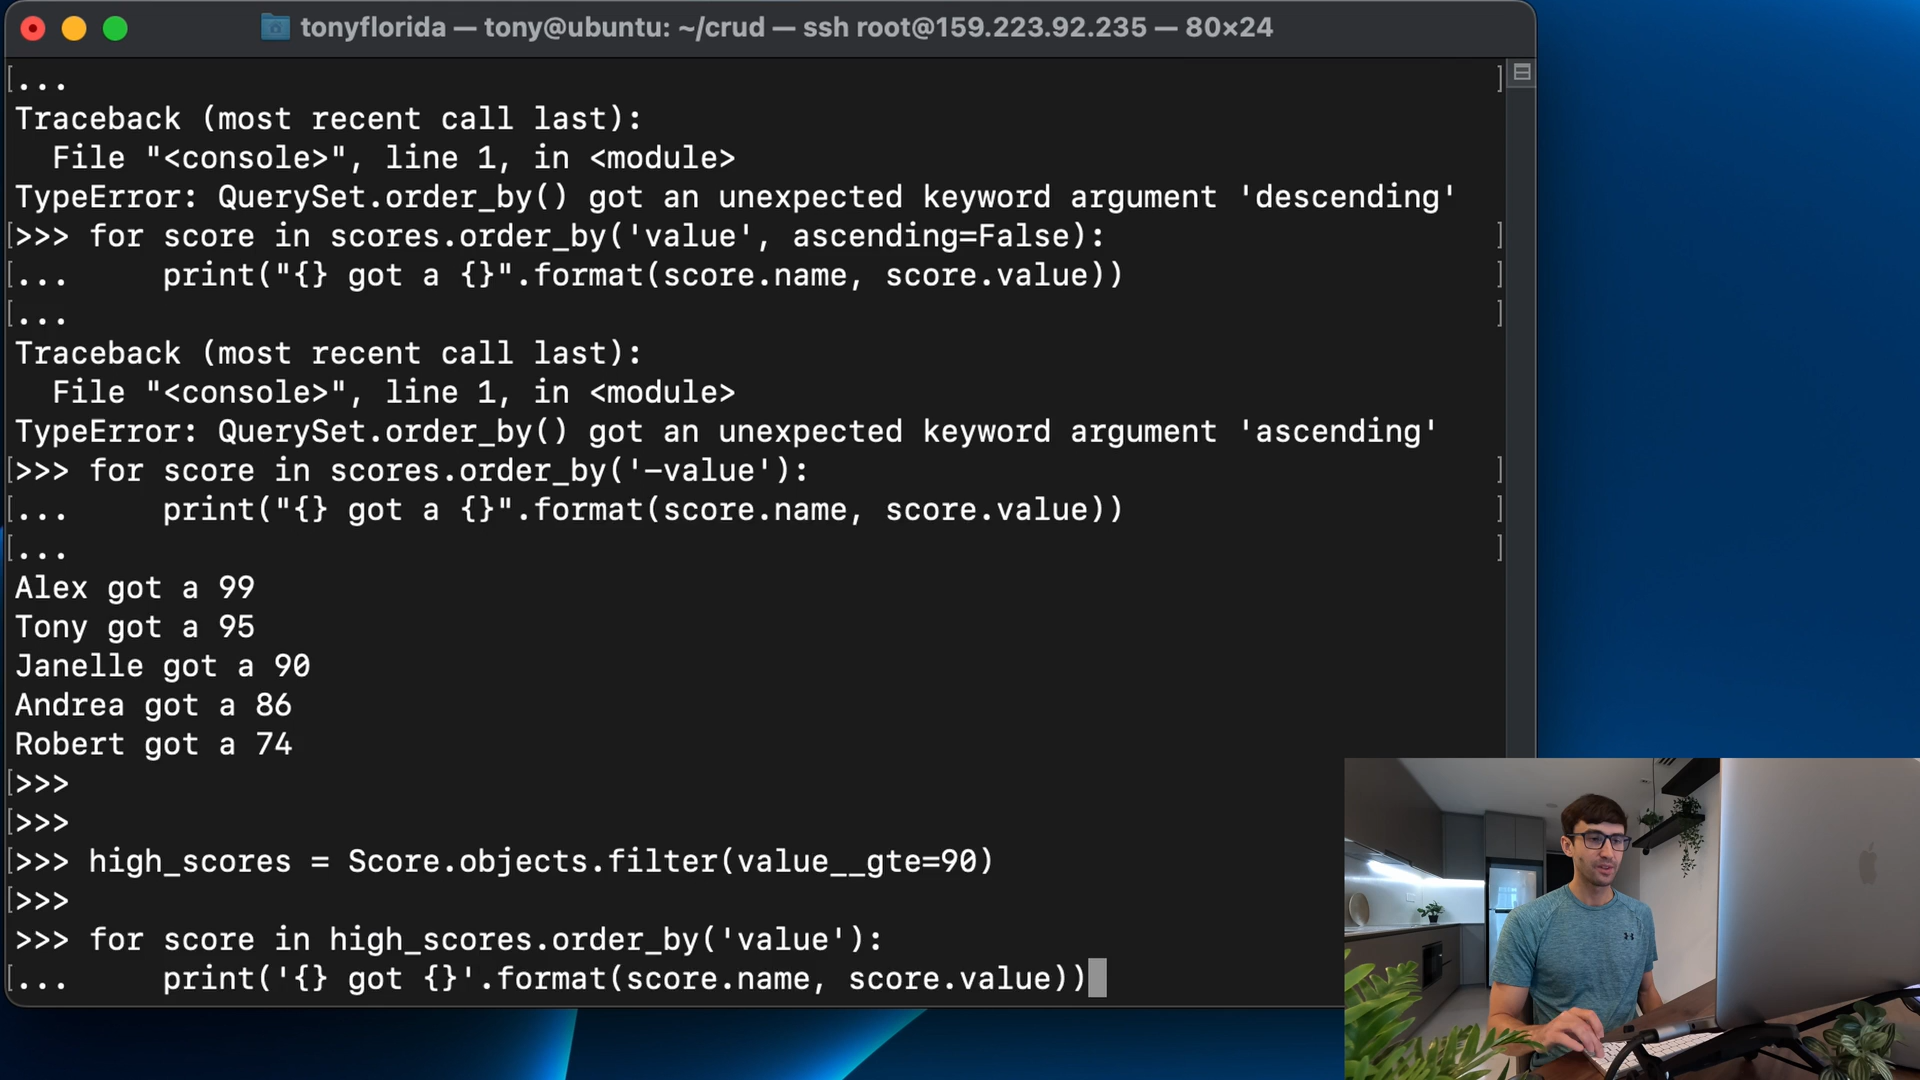 tonyflorida — tony@ubuntu: ~/crud — ssh root@159.223.92.235 — 80×24
[... ]
Traceback (most recent call last):
  File "<console>", line 1, in <module>
TypeError: QuerySet.order_by() got an unexpected keyword argument 'descending'
[>>> for score in scores.order_by('value', ascending=False): ]
[...     print("{} got a {}".format(score.name, score.value)) ]
[... ]
Traceback (most recent call last):
  File "<console>", line 1, in <module>
TypeError: QuerySet.order_by() got an unexpected keyword argument 'ascending'
[>>> for score in scores.order_by('-value'): ]
[...     print("{} got a {}".format(score.name, score.value)) ]
[... ]
Alex got a 99
Tony got a 95
Janelle got a 90
Andrea got a 86
Robert got a 74
[>>>
[>>>
[>>> high_scores = Score.objects.filter(value__gte=90)
[>>>
>>> for score in high_scores.order_by('value'):
[...     print('{} got {}'.format(score.name, score.value))